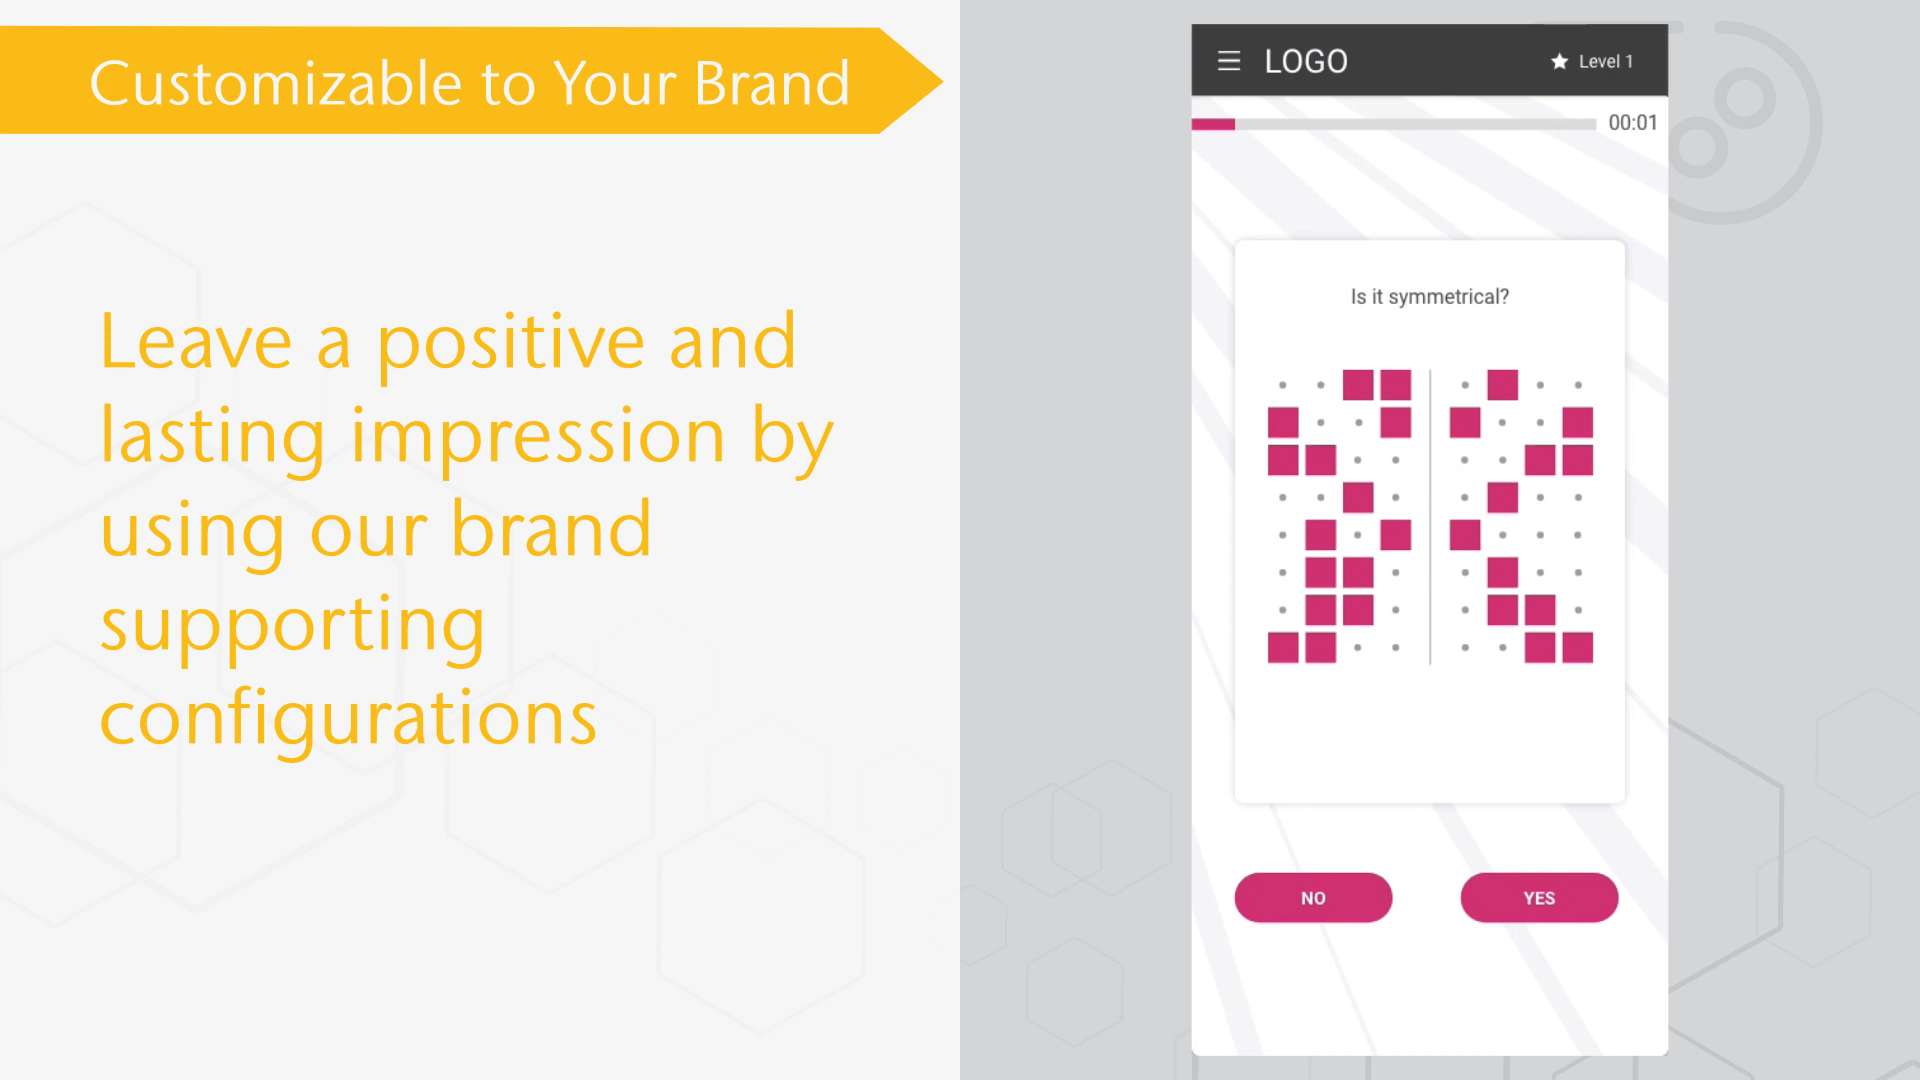 Customizable to Your Brand
Leave a positive and
lasting impression by
using our brand
supporting
configurations
LOGO
Level 1
00:01
Is it symmetrical?
NO
YES